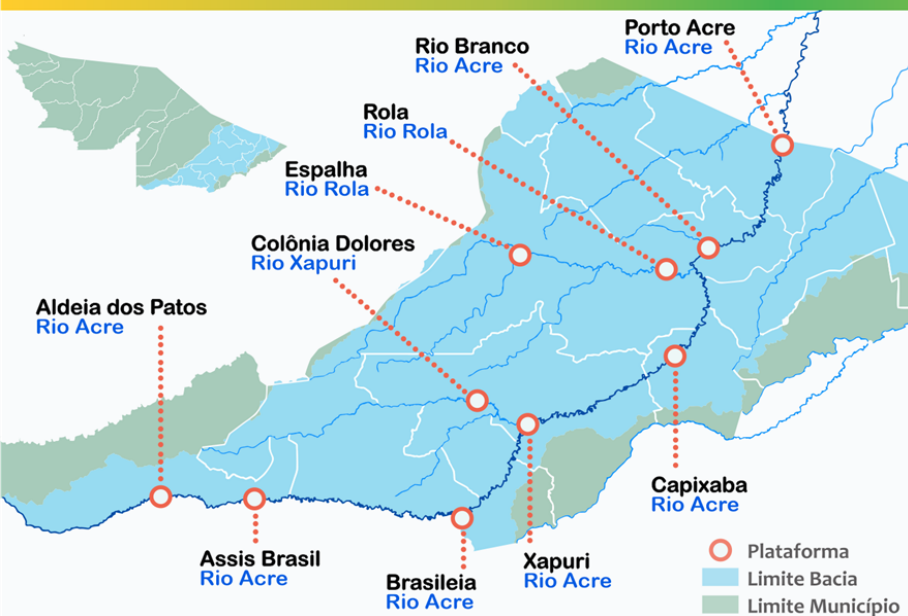 Porto Acre
Rio Acre
Rio Branco
Rio Acre
Rola
Rio Rola
Espalha
Rio Rola
Colônia Dolores
Rio Xapuri
Aldeia dos Patos
Rio Acre
Capixaba
Rio Acre
Assis Brasil
Rio Acre
Xapuri
Rio Acre
Brasileia
Rio Acre
Plataforma
Limite Bacia
Limite Município